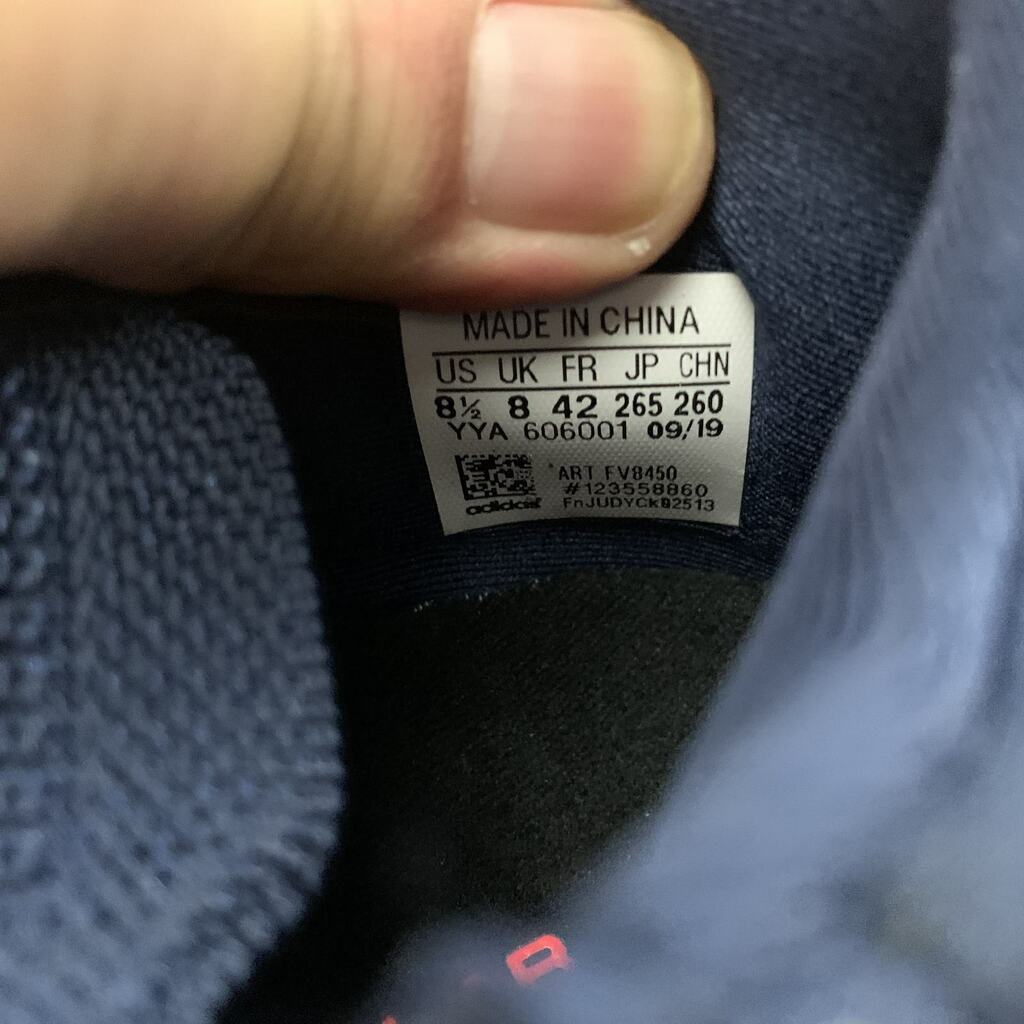 MADE IN CHINA
US UK FR JP CHN
8½ 8 42 265 260
YYA 606001 09/19
ART FV8450
#123558860
adidas FnJUDYCKB2513